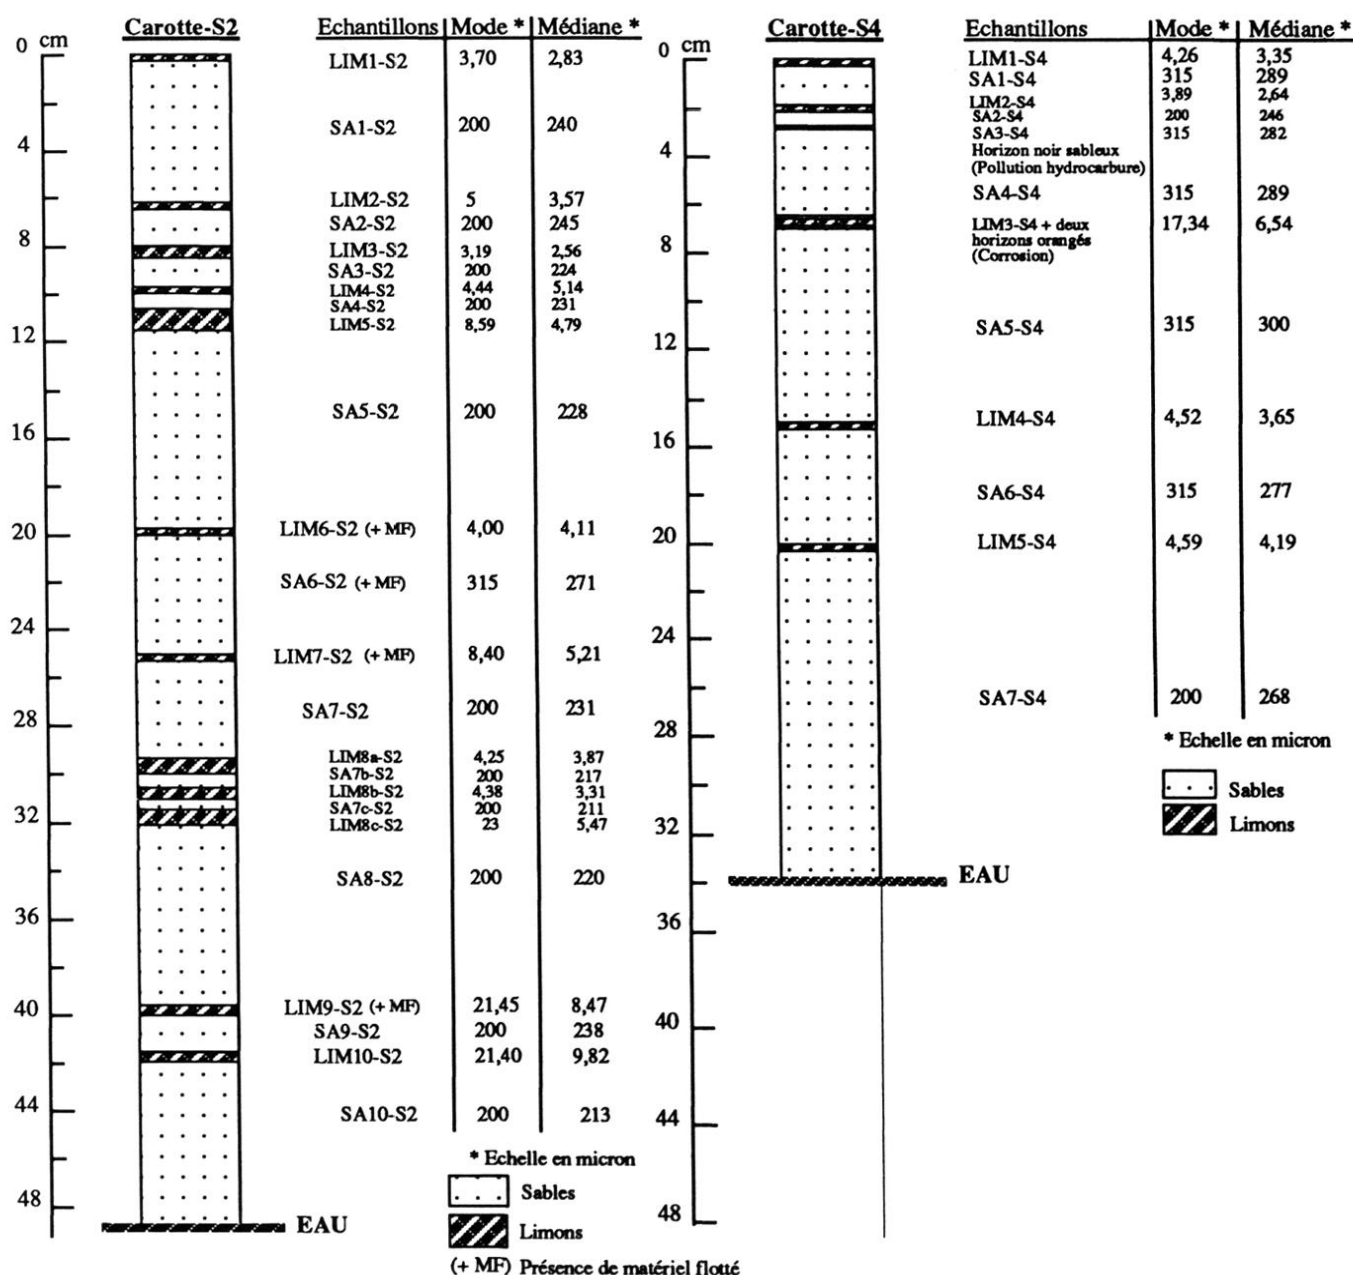 Carotte-S2
Echantillons Mode * Médiane *
0 cm
LIM1-S2 3,70 2,83
SA1-S2 200 240
4
LIM2-S2 5 3,57
SA2-S2 200 245
8
LIM3-S2 3,19 2,56
SA3-S2 200 224
LIM4-S2 4,44 5,14
SA4-S2 200 231
LIM5-S2 8,59 4,79
12
SA5-S2 200 228
16
LIM6-S2 (+ MF) 4,00 4,11
20
SA6-S2 (+ MF) 315 271
24
LIM7-S2 (+ MF) 8,40 5,21
SA7-S2 200 231
28
LIM8a-S2 4,25 3,87
SA7b-S2 200 217
LIM8b-S2 4,38 3,31
SA7c-S2 200 211
32
LIM8c-S2 23 5,47
SA8-S2 200 220
36
LIM9-S2 (+ MF) 21,45 8,47
40
SA9-S2 200 238
LIM10-S2 21,40 9,82
44
SA10-S2 200 213
48
EAU
* Echelle en micron
Sables
Limons
(+ MF) Présence de matériel flotté
Carotte-S4
Echantillons Mode * Médiane *
0 cm
LIM1-S4 4,26 3,35
SA1-S4 315 289
LIM2-S4 3,89 2,64
SA2-S4 200 246
SA3-S4 315 282
Horizon noir sableux
(Pollution hydrocarbure)
4
SA4-S4 315 289
LIM3-S4 + deux 17,34 6,54
horizons orangés
(Corrosion)
8
SA5-S4 315 300
12
LIM4-S4 4,52 3,65
16
SA6-S4 315 277
LIM5-S4 4,59 4,19
20
24
SA7-S4 200 268
28
* Echelle en micron
Sables
Limons
32
EAU
36
40
44
48